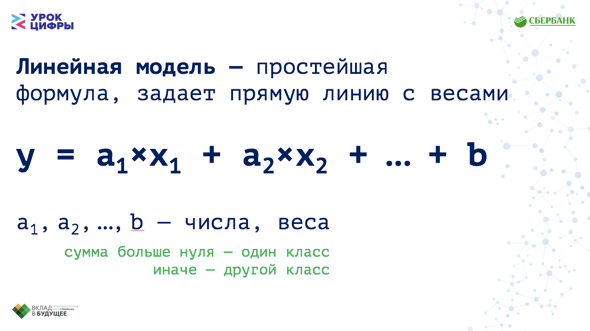 УРОК
ЦИФРЫ
СБЕРБАНК
Линейная модель — простейшая
формула, задает прямую линию с весами
y = a₁×x₁ + a₂×x₂ + … + b
a₁, a₂, …, b — числа, веса
сумма больше нуля — один класс
иначе — другой класс
ВКЛАД
В БУДУЩЕЕ